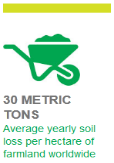 30 METRIC
TONS
Average yearly soil
loss per hectare of
farmland worldwide